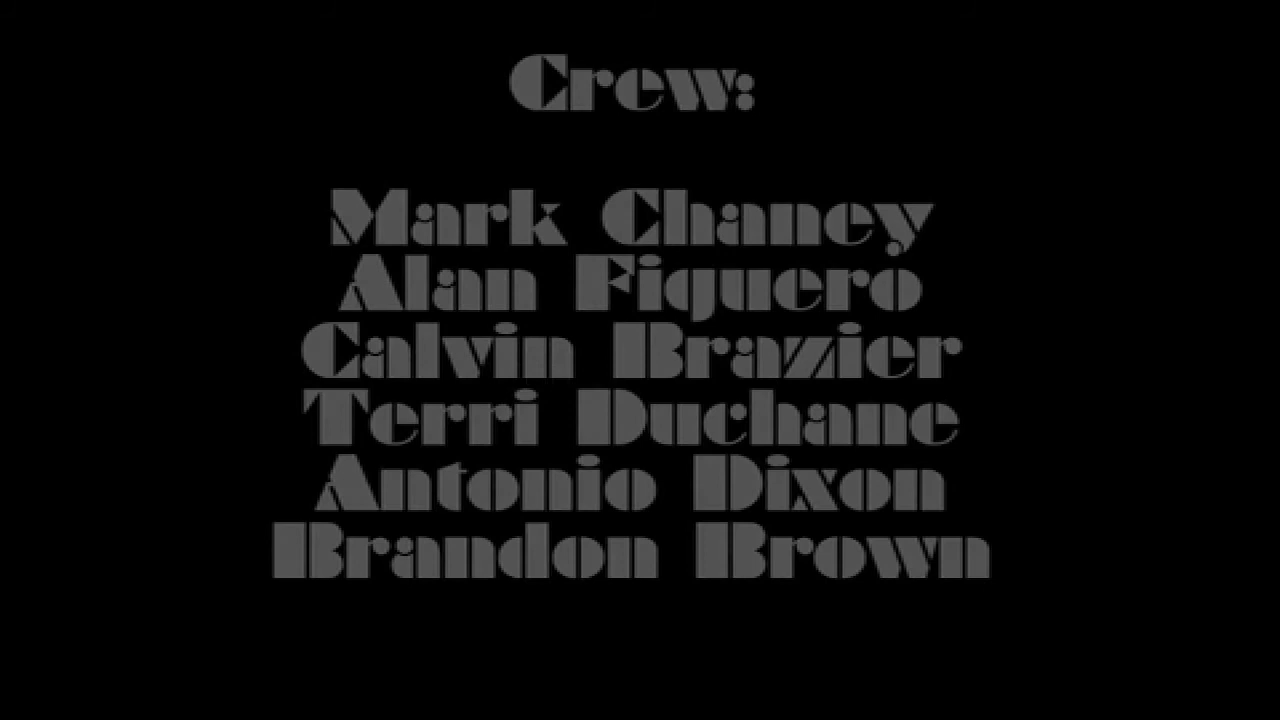 Crew:
Mark Chaney
Alan Figuero
Calvin Brazier
Terri Duchane
Antonio Dixon
Brandon Brown